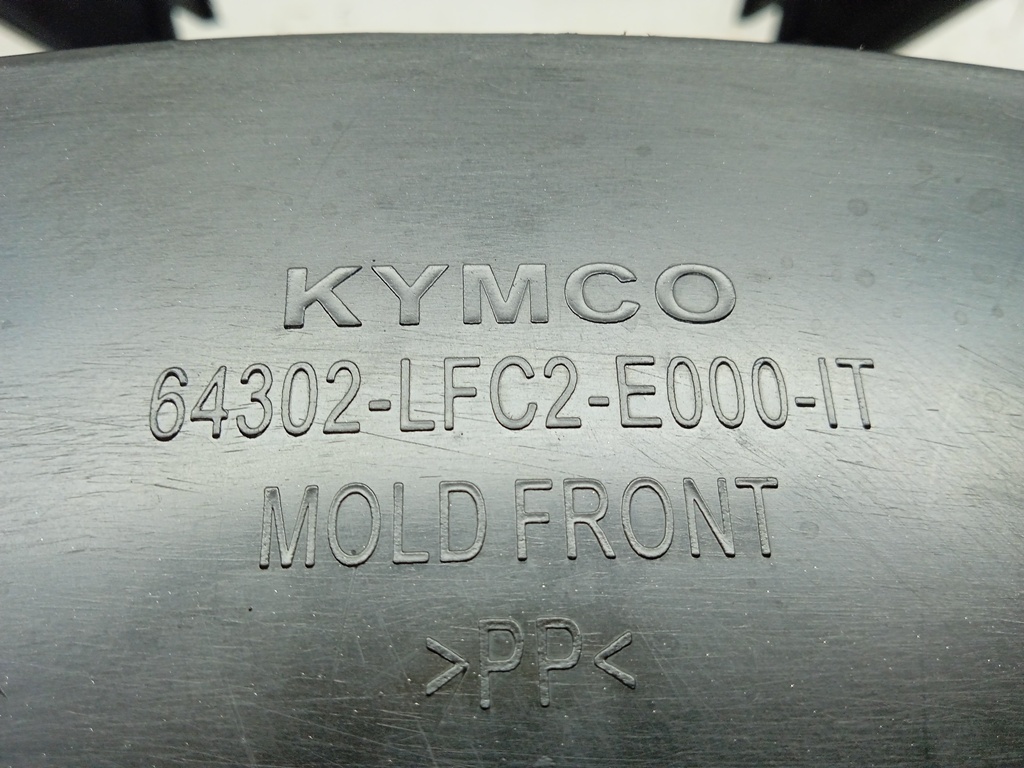 KYMCO
64302-LFC2-E000-IT
MOLD FRONT
>PP<